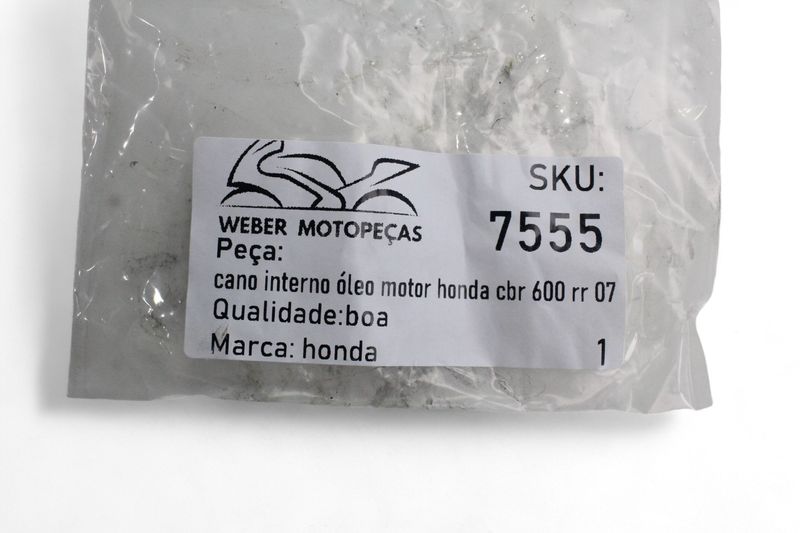 WEBER MOTOPEÇAS
SKU:
7555
Peça:
cano interno óleo motor honda cbr 600 rr 07
Qualidade:boa
Marca: honda
1